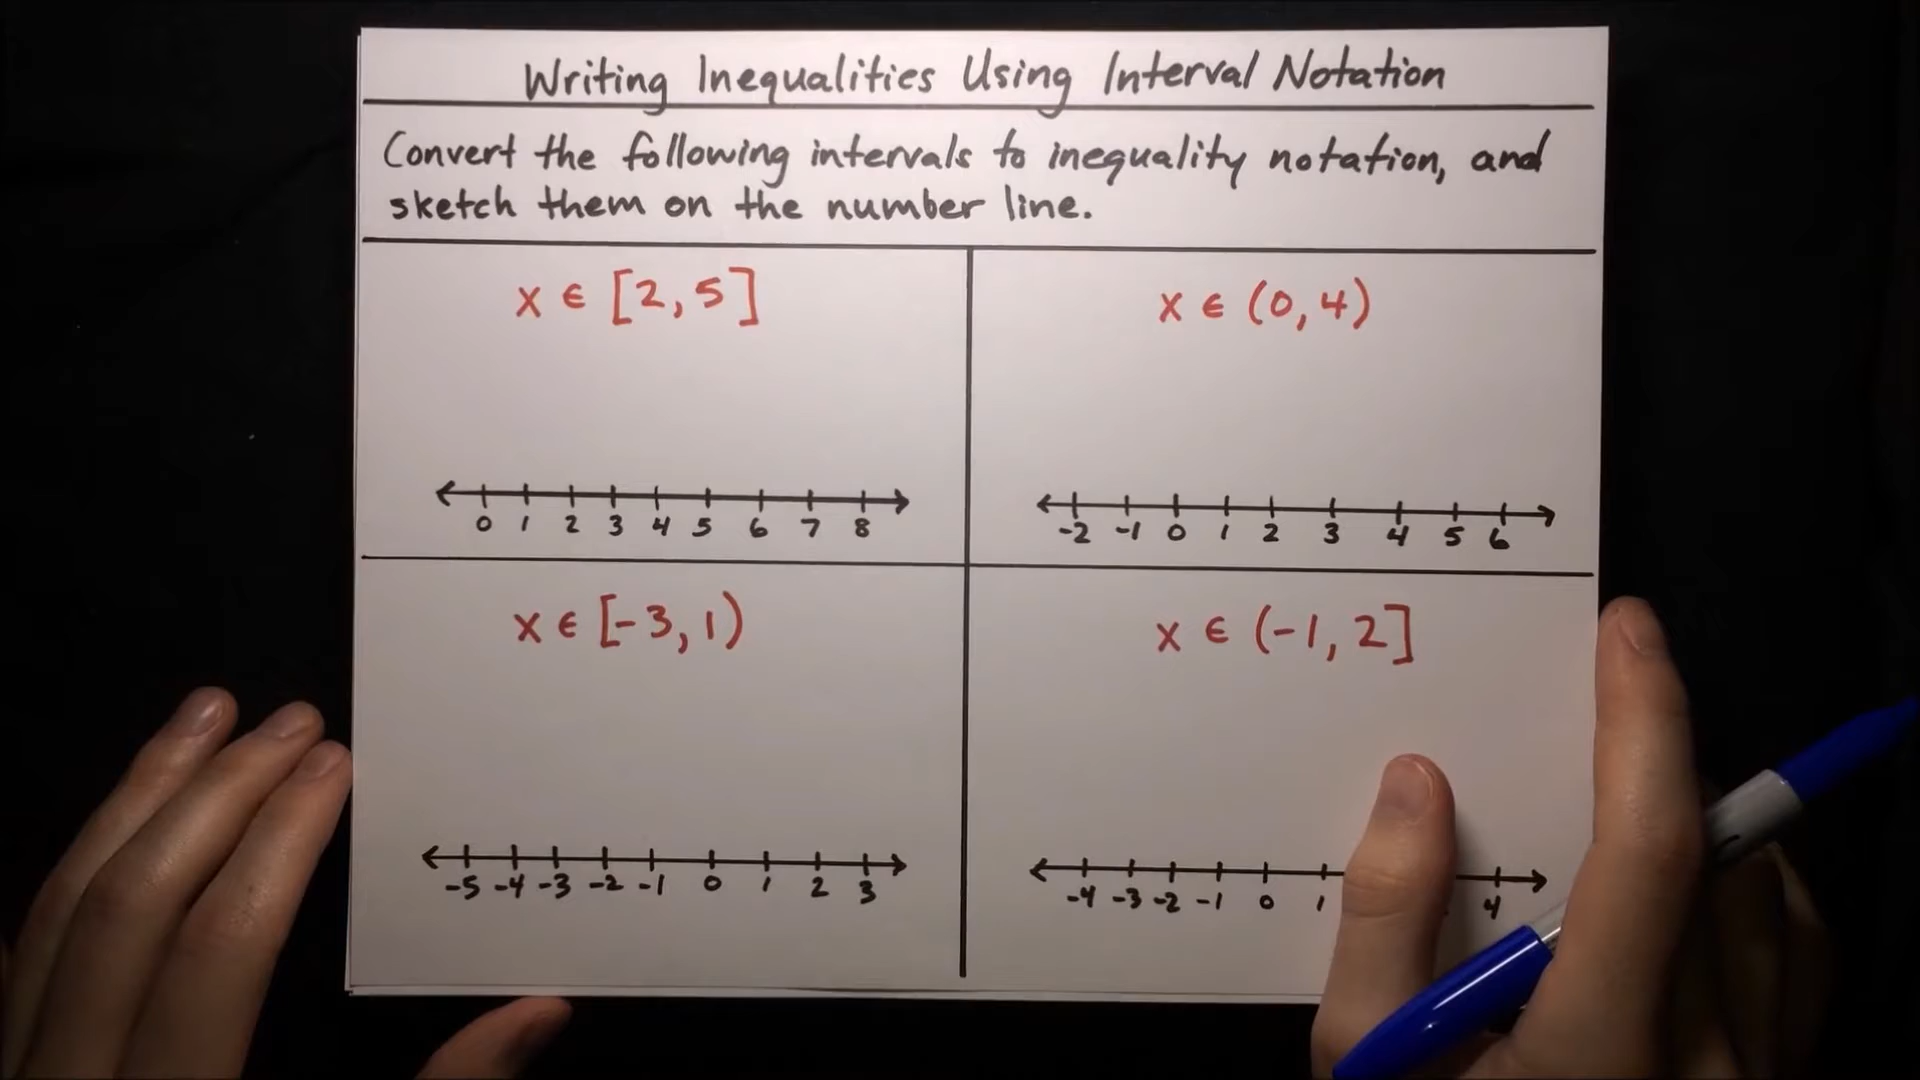 Writing Inequalities Using Interval Notation
Convert the following intervals to inequality notation, and
sketch them on the number line.
x ∈ [2, 5]
0 1 2 3 4 5 6 7 8
x ∈ (0, 4)
-2 -1 0 1 2 3 4 5 6
x ∈ [-3, 1)
-5 -4 -3 -2 -1 0 1 2 3
x ∈ (-1, 2]
-4 -3 -2 -1 0 1 4